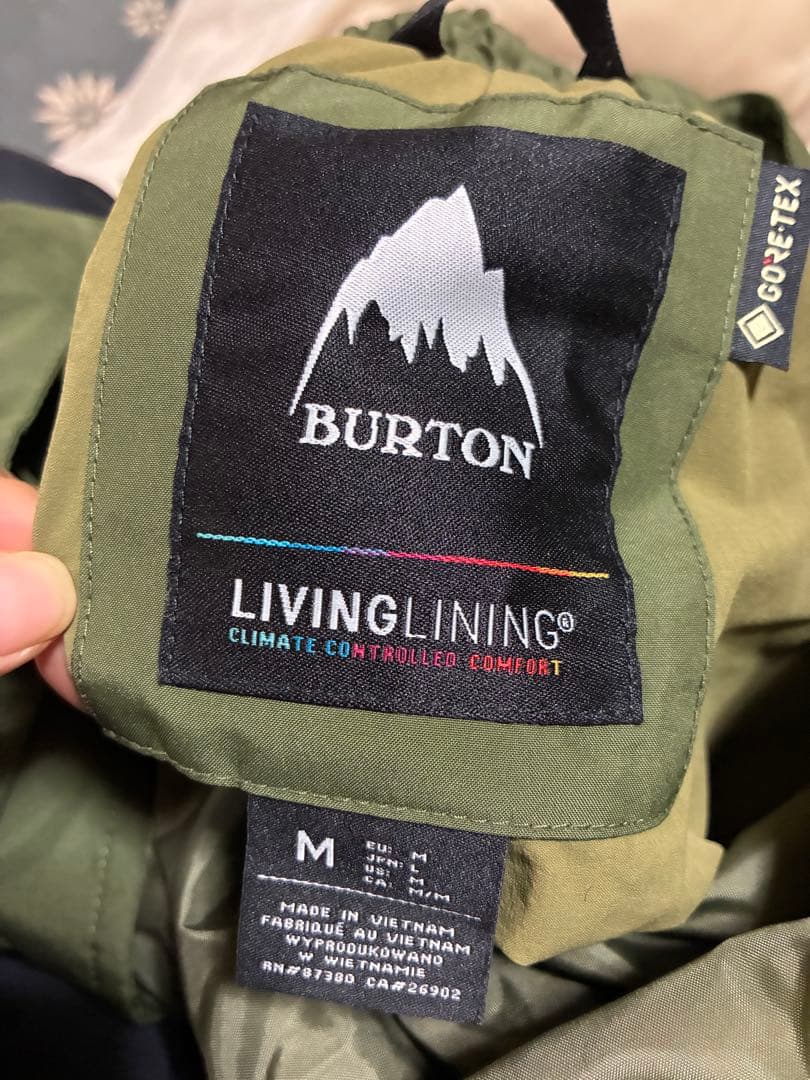 BURTON
LIVINGLINING®
CLIMATE CONTROLLED COMFORT
GORE-TEX
M
EU: M
JPN: L
US: M
CA: M/M
MADE IN VIETNAM
FABRIQUÉ AU VIETNAM
WYPRODUKOWANO
W WIETNAMIE
RN#87380 CA#26902